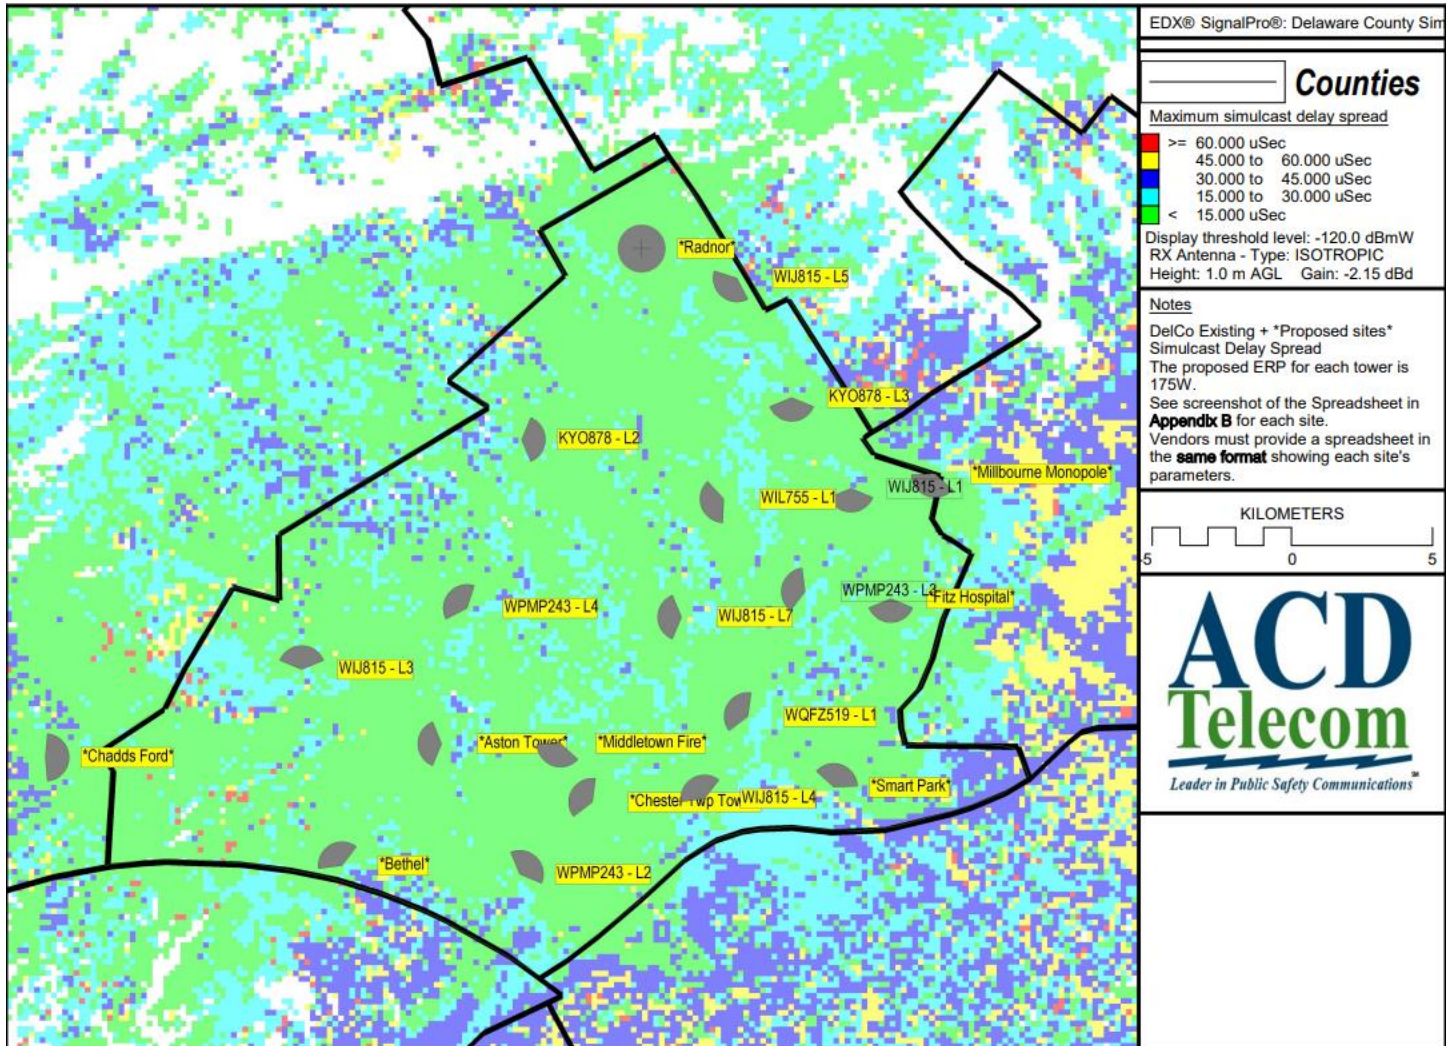 EDX® SignalPro®: Delaware County Sim
Counties
Maximum simulcast delay spread
>= 60.000 uSec
45.000 to 60.000 uSec
30.000 to 45.000 uSec
15.000 to 30.000 uSec
< 15.000 uSec
Display threshold level: -120.0 dBmW
RX Antenna - Type: ISOTROPIC
Height: 1.0 m AGL Gain: -2.15 dBd
Notes
DelCo Existing + *Proposed sites*
Simulcast Delay Spread
The proposed ERP for each tower is
175W.
See screenshot of the Spreadsheet in
Appendix B for each site.
Vendors must provide a spreadsheet in
the same format showing each site's
parameters.
KILOMETERS
-5 0 5
ACD
Telecom
Leader in Public Safety Communications℠
*Radnor*
WIJ815 - L5
KYO878 - L3
KYO878 - L2
*Millbourne Monopole*
WIJ815 - L1
WIL755 - L1
WPMP243 - L3
*Fitz Hospital*
WPMP243 - L4
WIJ815 - L7
WIJ815 - L3
WQFZ519 - L1
*Chadds Ford*
*Aston Tower*
*Middletown Fire*
*Smart Park*
*Chester Twp
WIJ815 - L4
*Bethel*
WPMP243 - L2